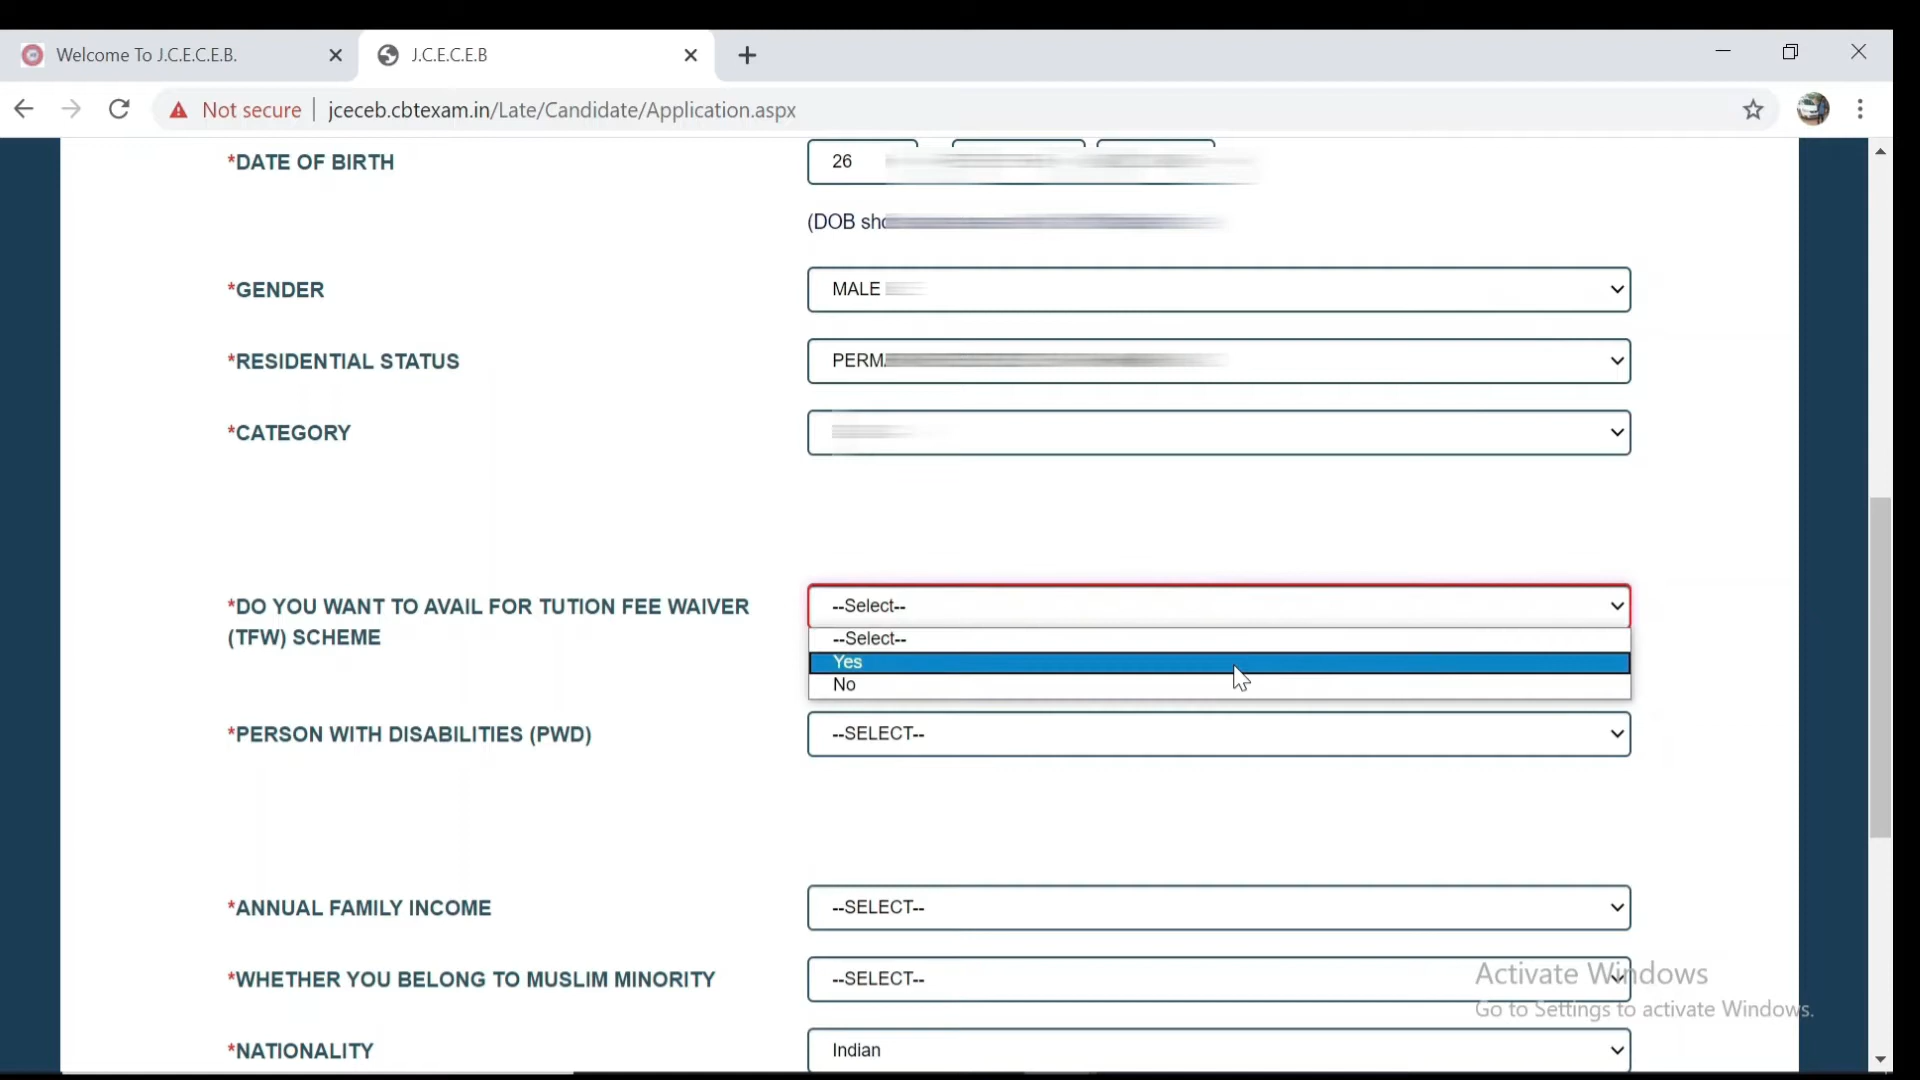 Welcome To J.C.E.C.E.B.
J.C.E.C.E.B
Not secure
jceceb.cbtexam.in/Late/Candidate/Application.aspx
*DATE OF BIRTH
26
(DOB
*GENDER
MALE
*RESIDENTIAL STATUS
*CATEGORY
*DO YOU WANT TO AVAIL FOR TUTION FEE WAIVER
(TFW) SCHEME
--Select--
--Select--
Yes
No
*PERSON WITH DISABILITIES (PWD)
--SELECT--
*ANNUAL FAMILY INCOME
--SELECT--
*WHETHER YOU BELONG TO MUSLIM MINORITY
--SELECT--
*NATIONALITY
Indian
Activate Windows
Go to Settings to activate Windows.